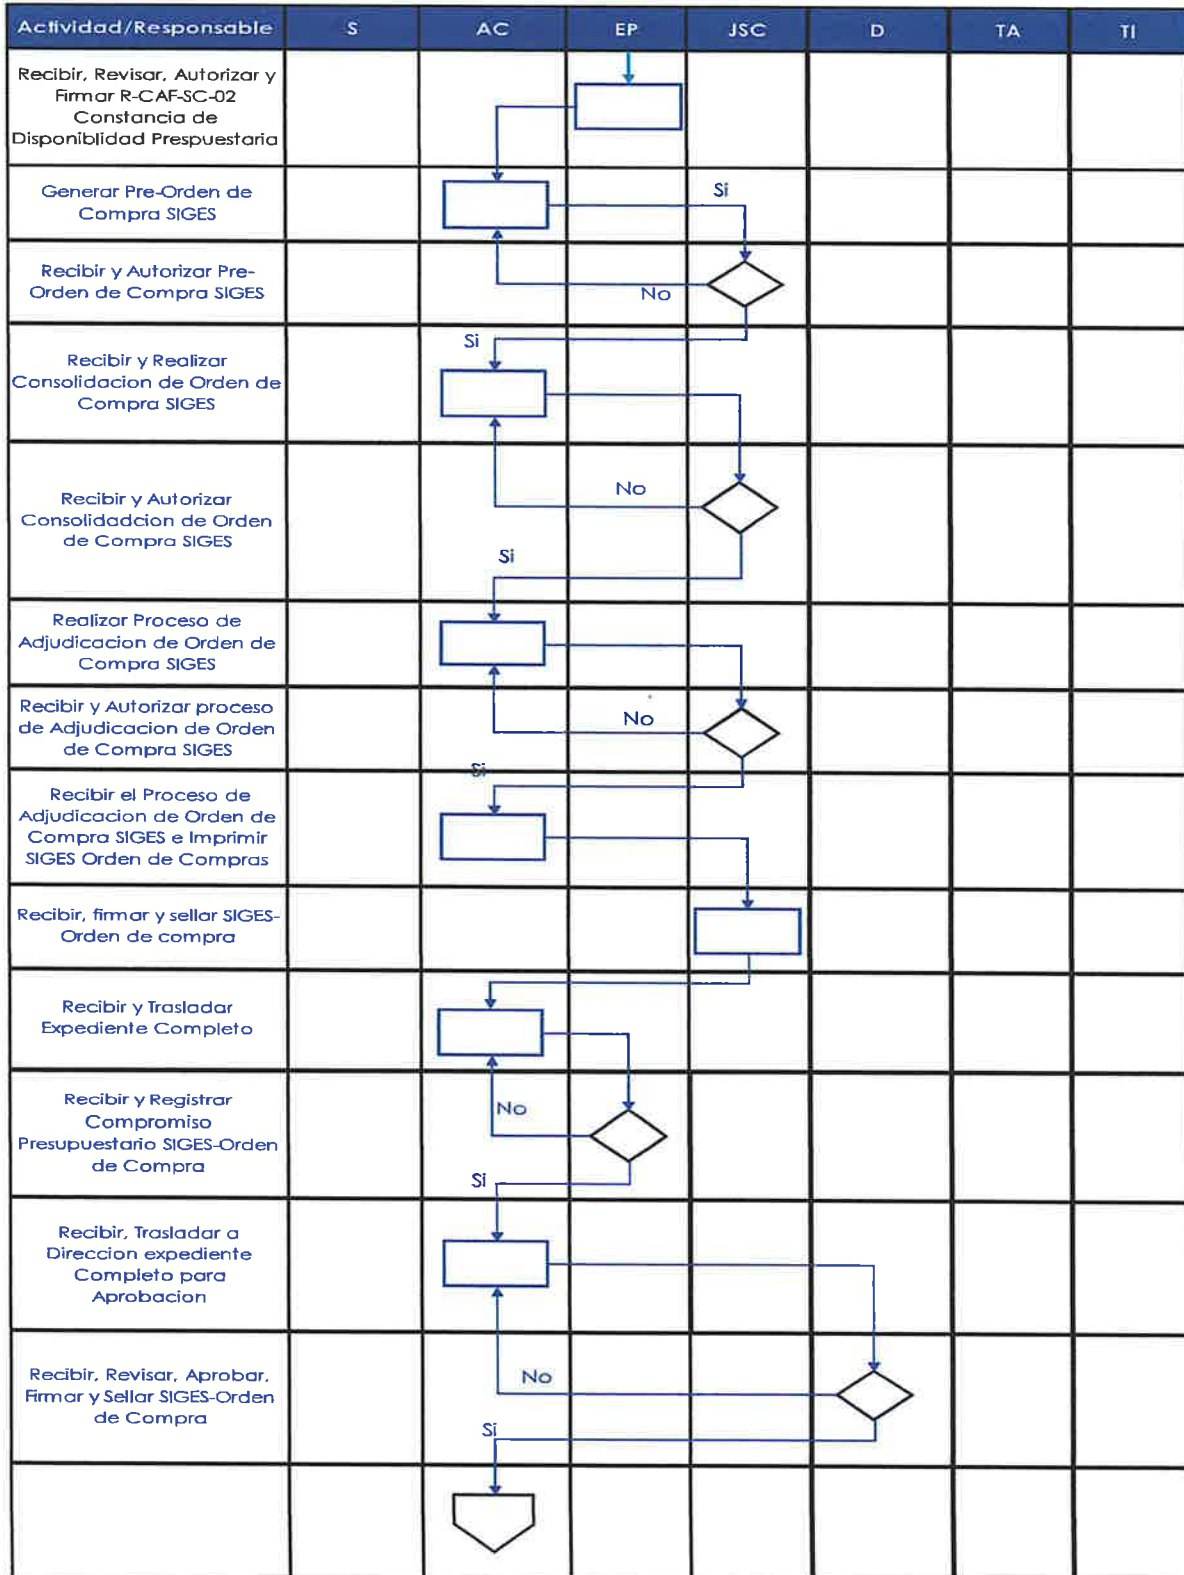 Actividad/Responsable S AC EP JSC D TA TI
Recibir, Revisar, Autorizar y
Firmar R-CAF-SC-02
Constancia de
Disponiblidad Prespuestaria
Generar Pre-Orden de
Compra SIGES
Si
Recibir y Autorizar Pre-
Orden de Compra SIGES
No
Si
Recibir y Realizar
Consolidacion de Orden de
Compra SIGES
No
Recibir y Autorizar
Consolidadcion de Orden
de Compra SIGES
Si
Realizar Proceso de
Adjudicacion de Orden de
Compra SIGES
Recibir y Autorizar proceso
de Adjudicacion de Orden
de Compra SIGES
No
Si
Recibir el Proceso de
Adjudicacion de Orden de
Compra SIGES e Imprimir
SIGES Orden de Compras
Recibir, firmar y sellar SIGES-
Orden de compra
Recibir y Trasladar
Expediente Completo
Recibir y Registrar
Compromiso
Presupuestario SIGES-Orden
de Compra
No
Si
Recibir, Trasladar a
Direccion expediente
Completo para
Aprobacion
Recibir, Revisar, Aprobar,
Firmar y Sellar SIGES-Orden
de Compra
No
Si